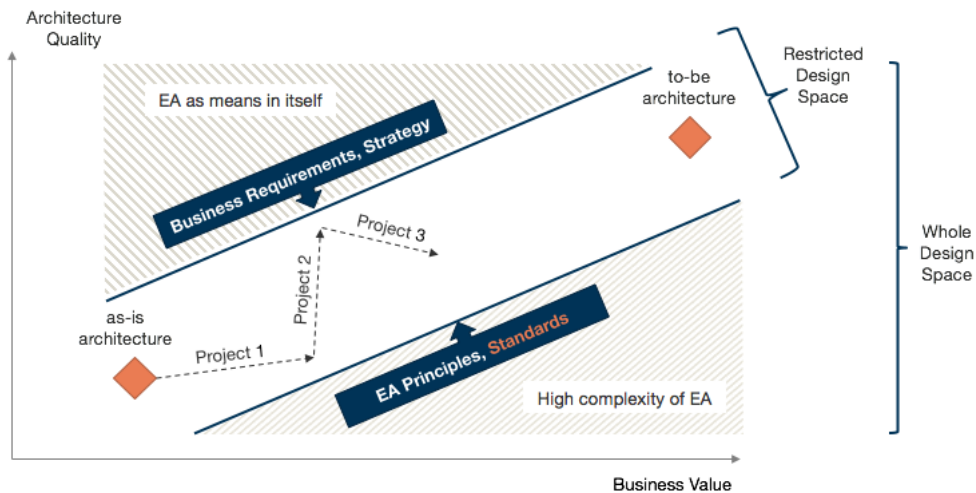 Architecture
Quality
EA as means in itself
Business Requirements, Strategy
to-be
architecture
Restricted
Design
Space
Project 3
Project 2
Whole
Design
Space
as-is
architecture
Project 1
EA Principles, Standards
High complexity of EA
Business Value